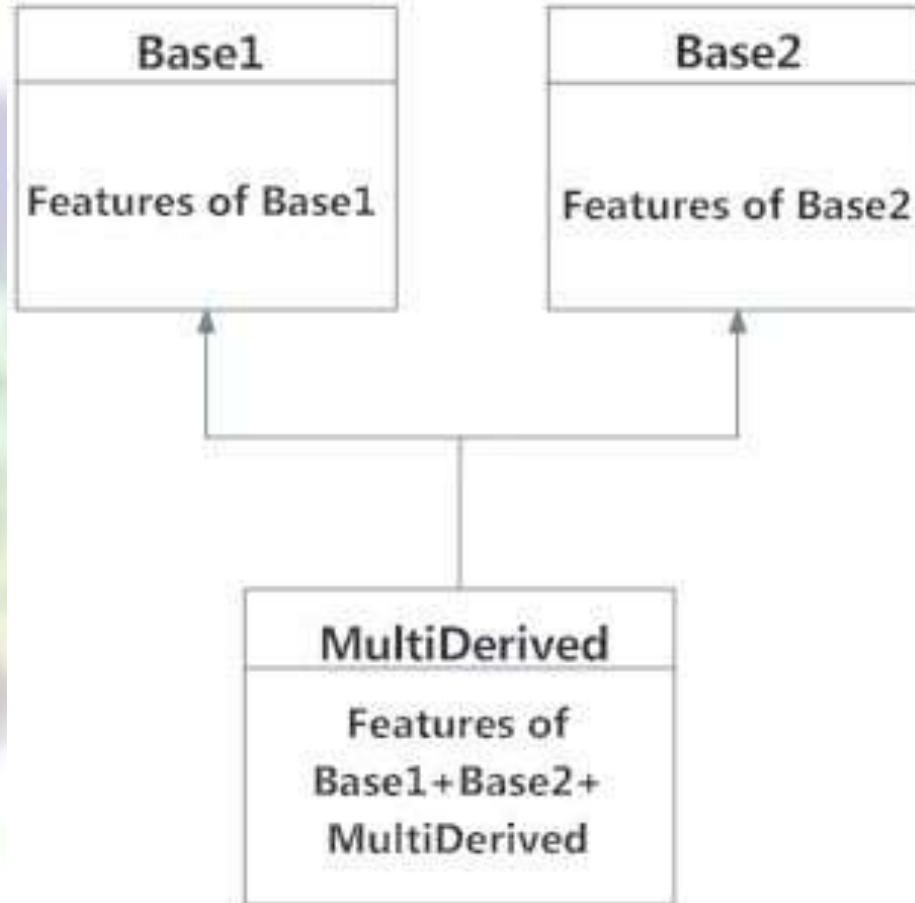 Base1
Features of Base1
Base2
Features of Base2
MultiDerived
Features of
Base1+Base2+
MultiDerived